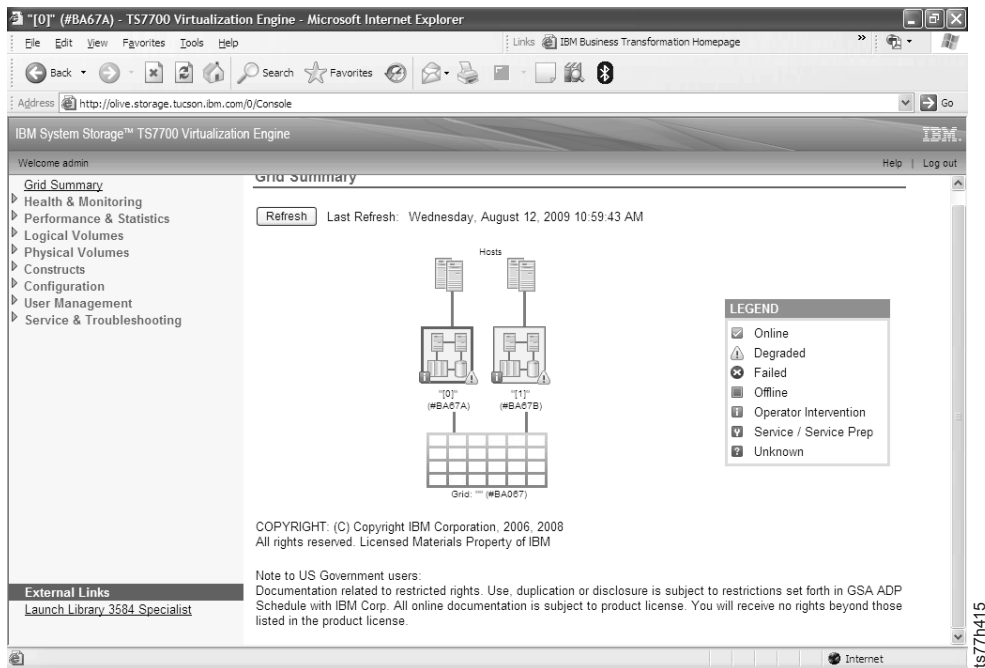 "[0]" (#BA67A) - TS7700 Virtualization Engine - Microsoft Internet Explorer
File Edit View Favorites Tools Help
Links IBM Business Transformation Homepage
Back Search Favorites
Address http://olive.storage.tucson.ibm.com/0/Console Go
IBM System Storage™ TS7700 Virtualization Engine
IBM.
Welcome admin
Help | Log out
Grid Summary
Health & Monitoring
Performance & Statistics
Logical Volumes
Physical Volumes
Constructs
Configuration
User Management
Service & Troubleshooting
External Links
Launch Library 3584 Specialist
Grid Summary
Refresh Last Refresh: Wednesday, August 12, 2009 10:59:43 AM
Hosts
"[0]" "[1]"
(#BA67A) (#BA67B)
Grid: "" (#BA067)
LEGEND
Online
Degraded
Failed
Offline
Operator Intervention
Service / Service Prep
Unknown
COPYRIGHT: (C) Copyright IBM Corporation, 2006, 2008
All rights reserved. Licensed Materials Property of IBM
Note to US Government users:
Documentation related to restricted rights. Use, duplication or disclosure is subject to restrictions set forth in GSA ADP
Schedule with IBM Corp. All online documentation is subject to product license. You will receive no rights beyond those
listed in the product license.
Internet
ts77h415